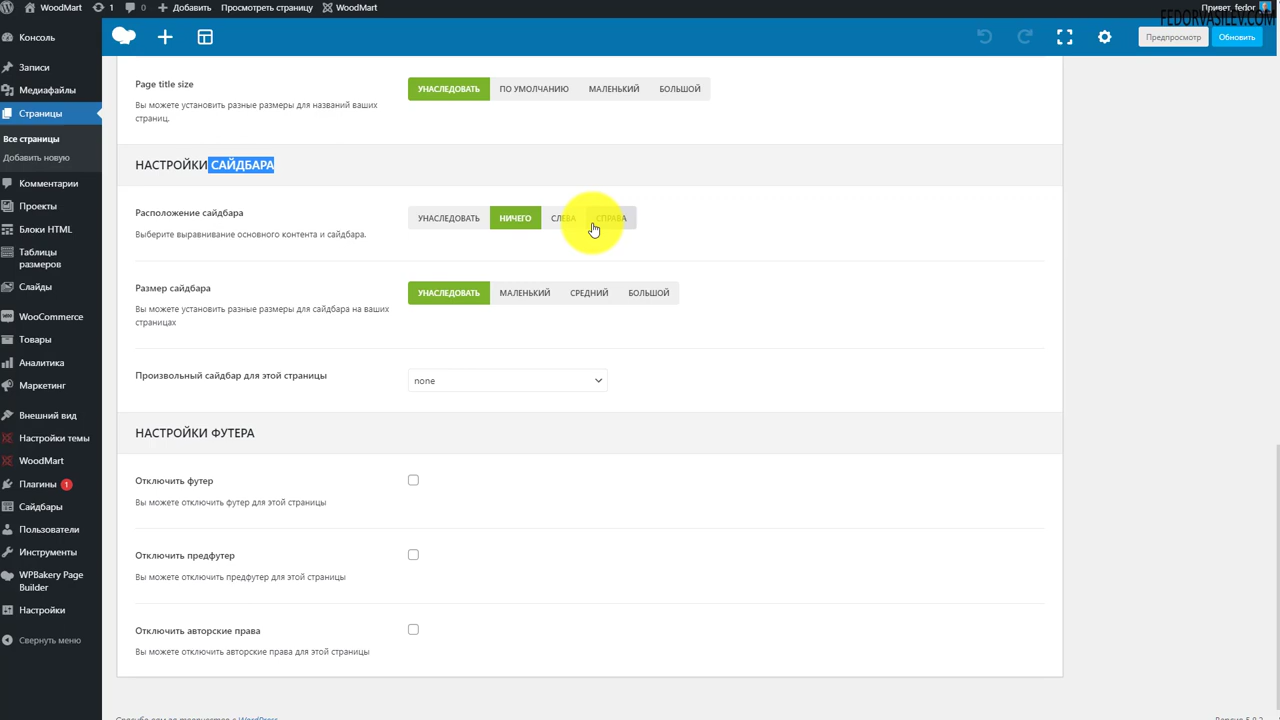 WoodMart 1 0 Добавить Просмотреть страницу WoodMart Привет, fedor
FEDORVASILEV.COM
Консоль
Предпросмотр Обновить
Записи
Медиафайлы
Страницы
Все страницы
Добавить новую
Комментарии
Проекты
Блоки HTML
Таблицы размеров
Слайды
WooCommerce
Товары
Аналитика
Маркетинг
Внешний вид
Настройки темы
WoodMart
Плагины 1
Сайдбары
Пользователи
Инструменты
WPBakery Page Builder
Настройки
Свернуть меню
Page title size
УНАСЛЕДОВАТЬ ПО УМОЛЧАНИЮ МАЛЕНЬКИЙ БОЛЬШОЙ
Вы можете установить разные размеры для названий ваших
страниц.
НАСТРОЙКИ САЙДБАРА
Расположение сайдбара
УНАСЛЕДОВАТЬ НИЧЕГО СЛЕВА СПРАВА
Выберите выравнивание основного контента и сайдбара.
Размер сайдбара
УНАСЛЕДОВАТЬ МАЛЕНЬКИЙ СРЕДНИЙ БОЛЬШОЙ
Вы можете установить разные размеры для сайдбара на ваших
страницах
Произвольный сайдбар для этой страницы
none
НАСТРОЙКИ ФУТЕРА
Отключить футер
Вы можете отключить футер для этой страницы
Отключить предфутер
Вы можете отключить предфутер для этой страницы
Отключить авторские права
Вы можете отключить авторские права для этой страницы